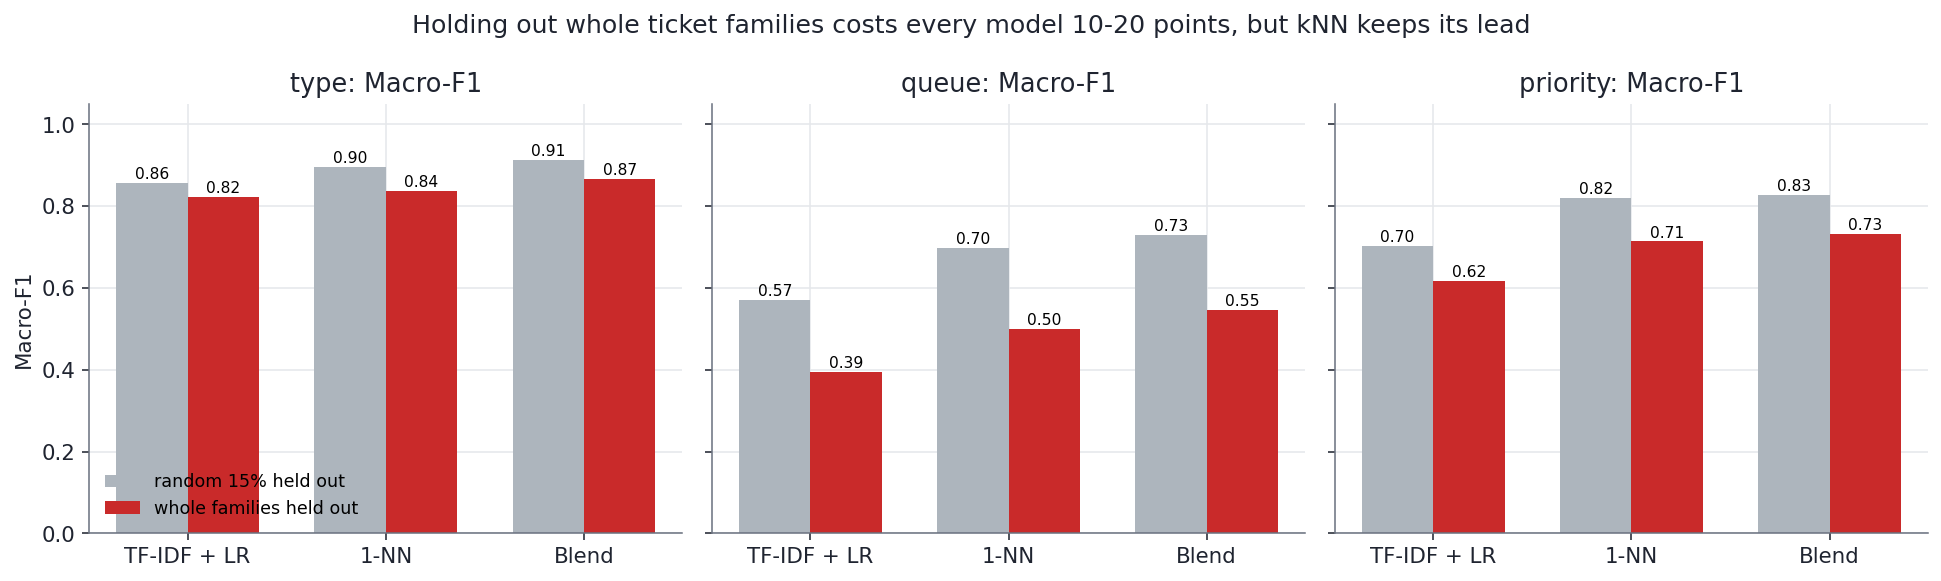 Holding out whole ticket families costs every model 10-20 points, but kNN keeps its lead
type: Macro-F1
queue: Macro-F1
priority: Macro-F1
Macro-F1
1.0
0.8
0.6
0.4
0.2
0.0
0.86
0.82
0.90
0.84
0.91
0.87
random 15% held out
whole families held out
TF-IDF + LR
1-NN
Blend
0.57
0.39
0.70
0.50
0.73
0.55
TF-IDF + LR
1-NN
Blend
0.70
0.62
0.82
0.71
0.83
0.73
TF-IDF + LR
1-NN
Blend